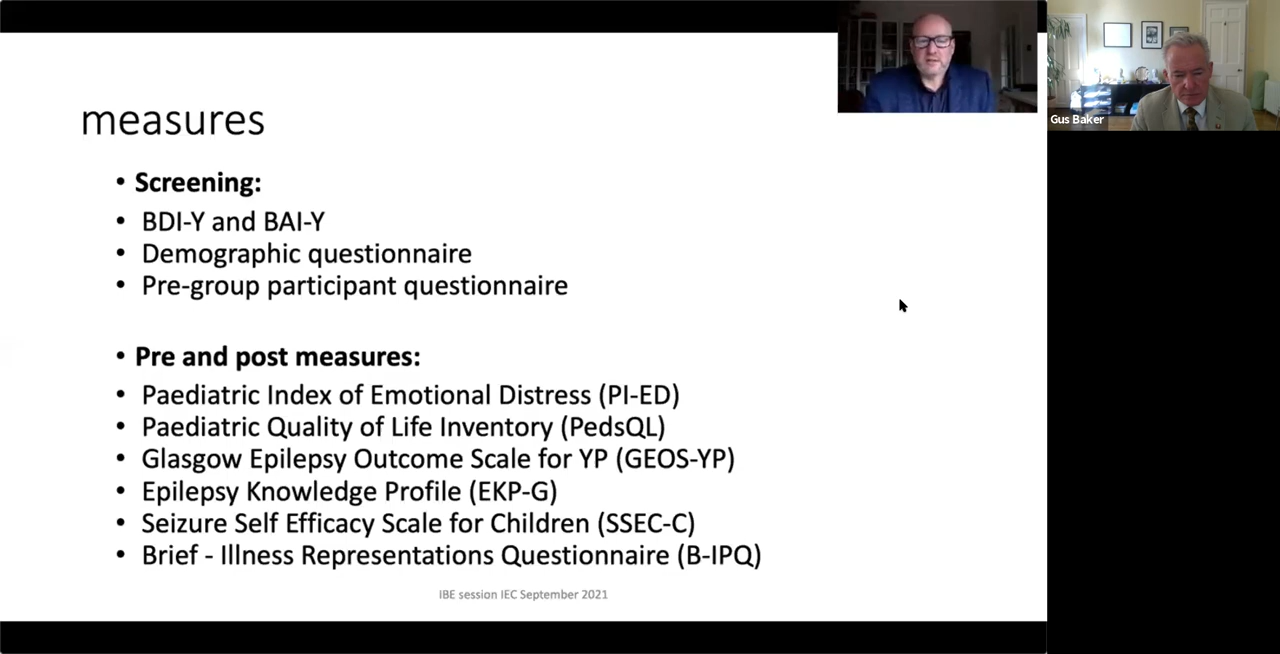 measures
• Screening:
• BDI-Y and BAI-Y
• Demographic questionnaire
• Pre-group participant questionnaire
• Pre and post measures:
• Paediatric Index of Emotional Distress (PI-ED)
• Paediatric Quality of Life Inventory (PedsQL)
• Glasgow Epilepsy Outcome Scale for YP (GEOS-YP)
• Epilepsy Knowledge Profile (EKP-G)
• Seizure Self Efficacy Scale for Children (SSEC-C)
• Brief - Illness Representations Questionnaire (B-IPQ)
IBE session IEC September 2021
Gus Baker